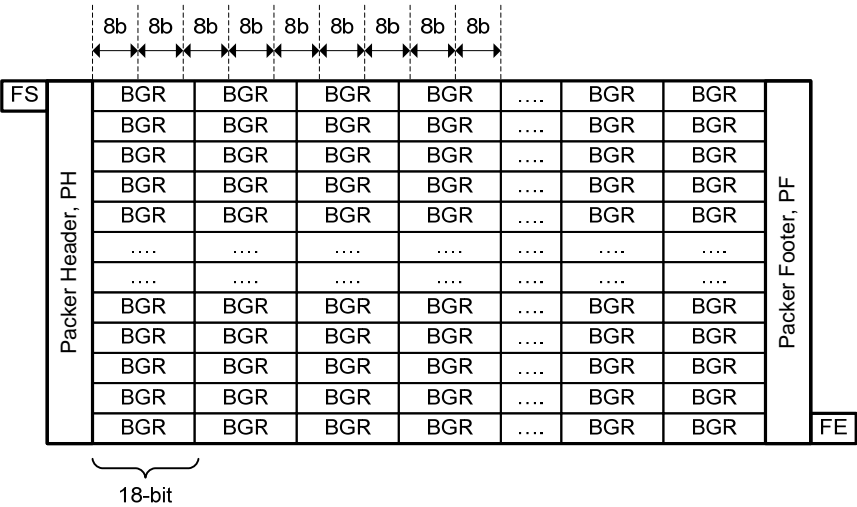 8b 8b 8b 8b 8b 8b 8b 8b 8b
FS BGR BGR BGR BGR .... BGR BGR
BGR BGR BGR BGR .... BGR BGR
BGR BGR BGR BGR .... BGR BGR
BGR BGR BGR BGR .... BGR BGR
BGR BGR BGR BGR .... BGR BGR
.... .... .... .... .... .... ....
.... .... .... .... .... .... ....
BGR BGR BGR BGR .... BGR BGR
BGR BGR BGR BGR .... BGR BGR
BGR BGR BGR BGR .... BGR BGR
BGR BGR BGR BGR .... BGR BGR
BGR BGR BGR BGR .... BGR BGR FE
Packer Header, PH
Packer Footer, PF
18-bit